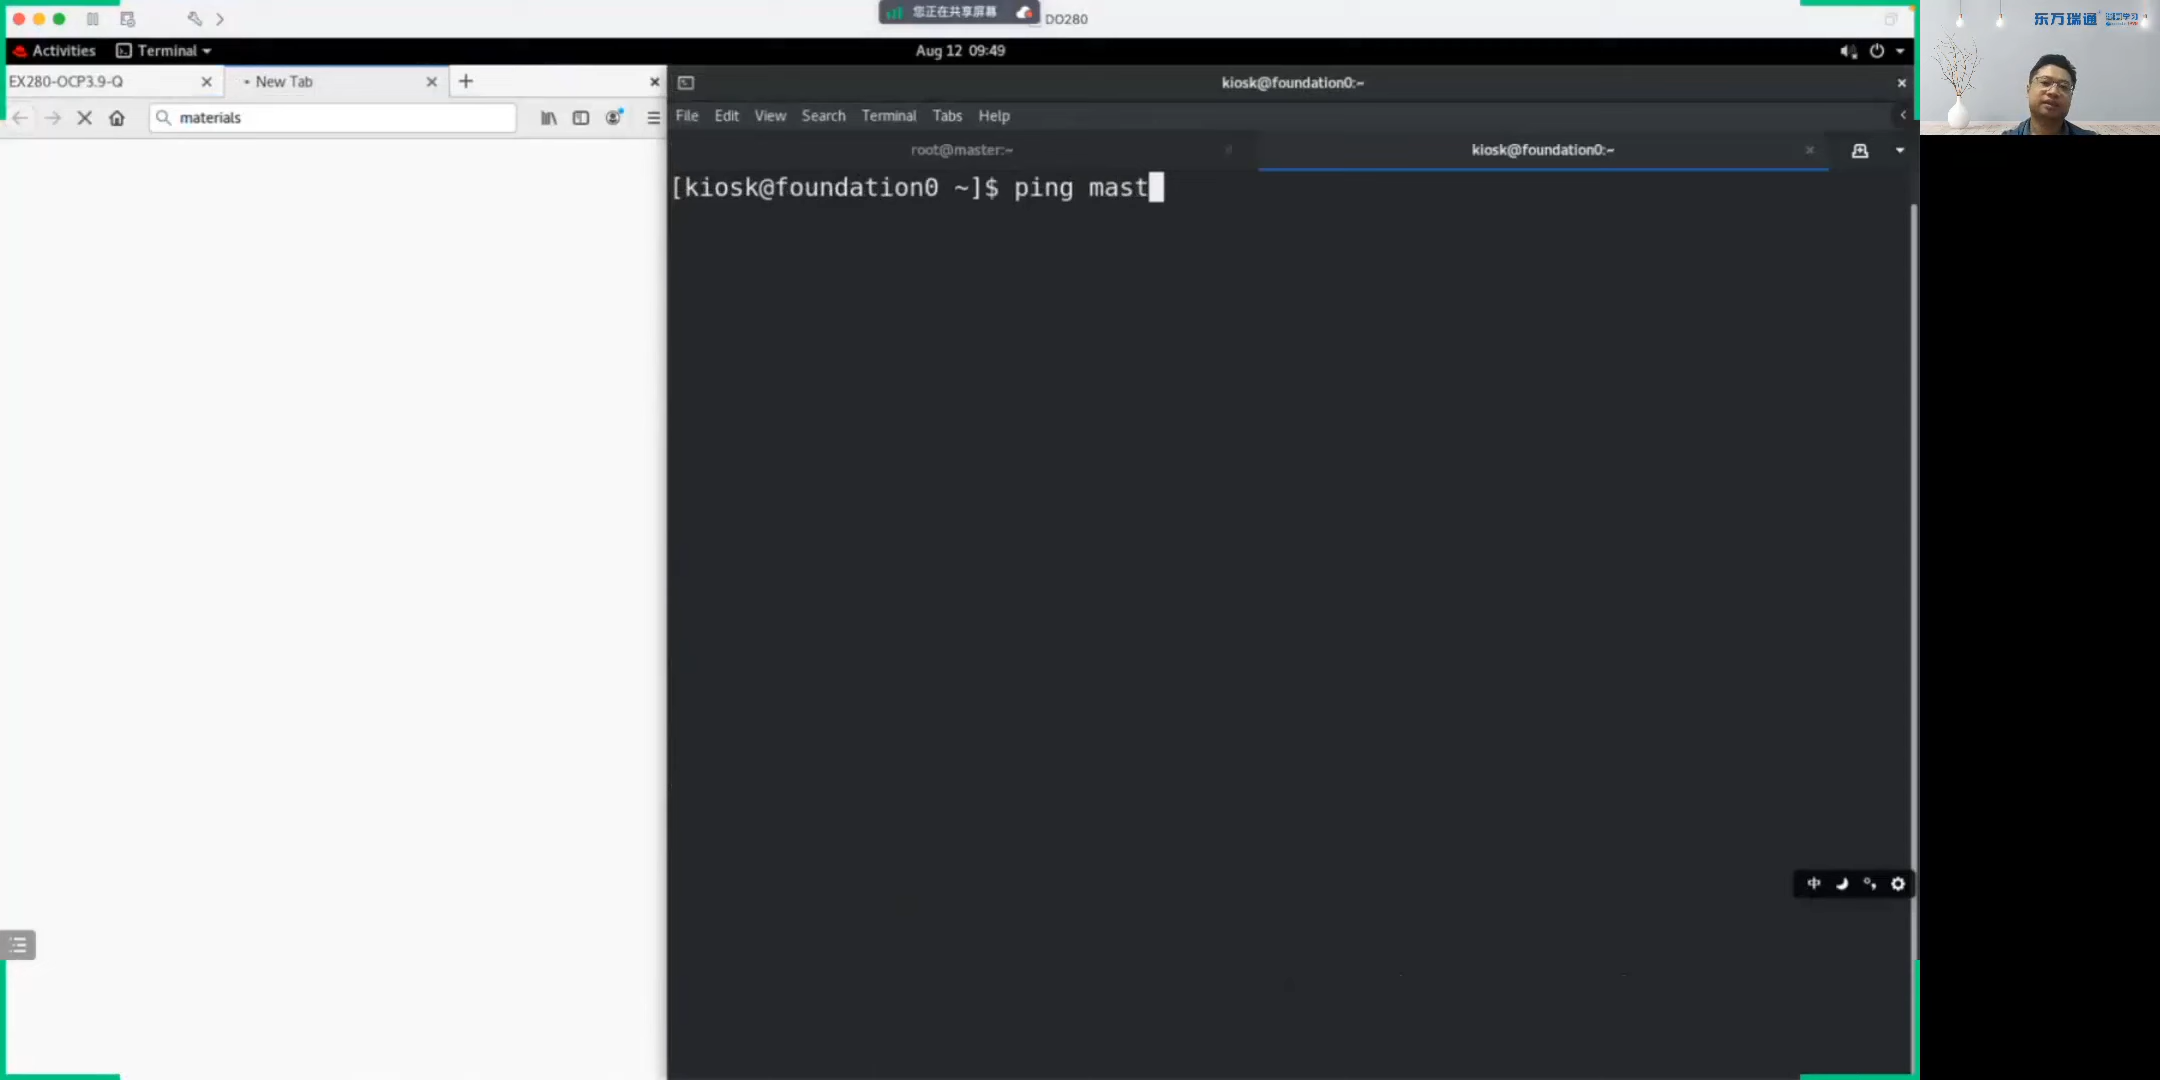 您正在共享屏幕
DO280
Activities
Terminal
Aug 12 09:49
EX280-OCP3.9-Q
New Tab
materials
kiosk@foundation0:~
File Edit View Search Terminal Tabs Help
root@master:~
kiosk@foundation0:~
[kiosk@foundation0 ~]$ ping mast
中
东方瑞通